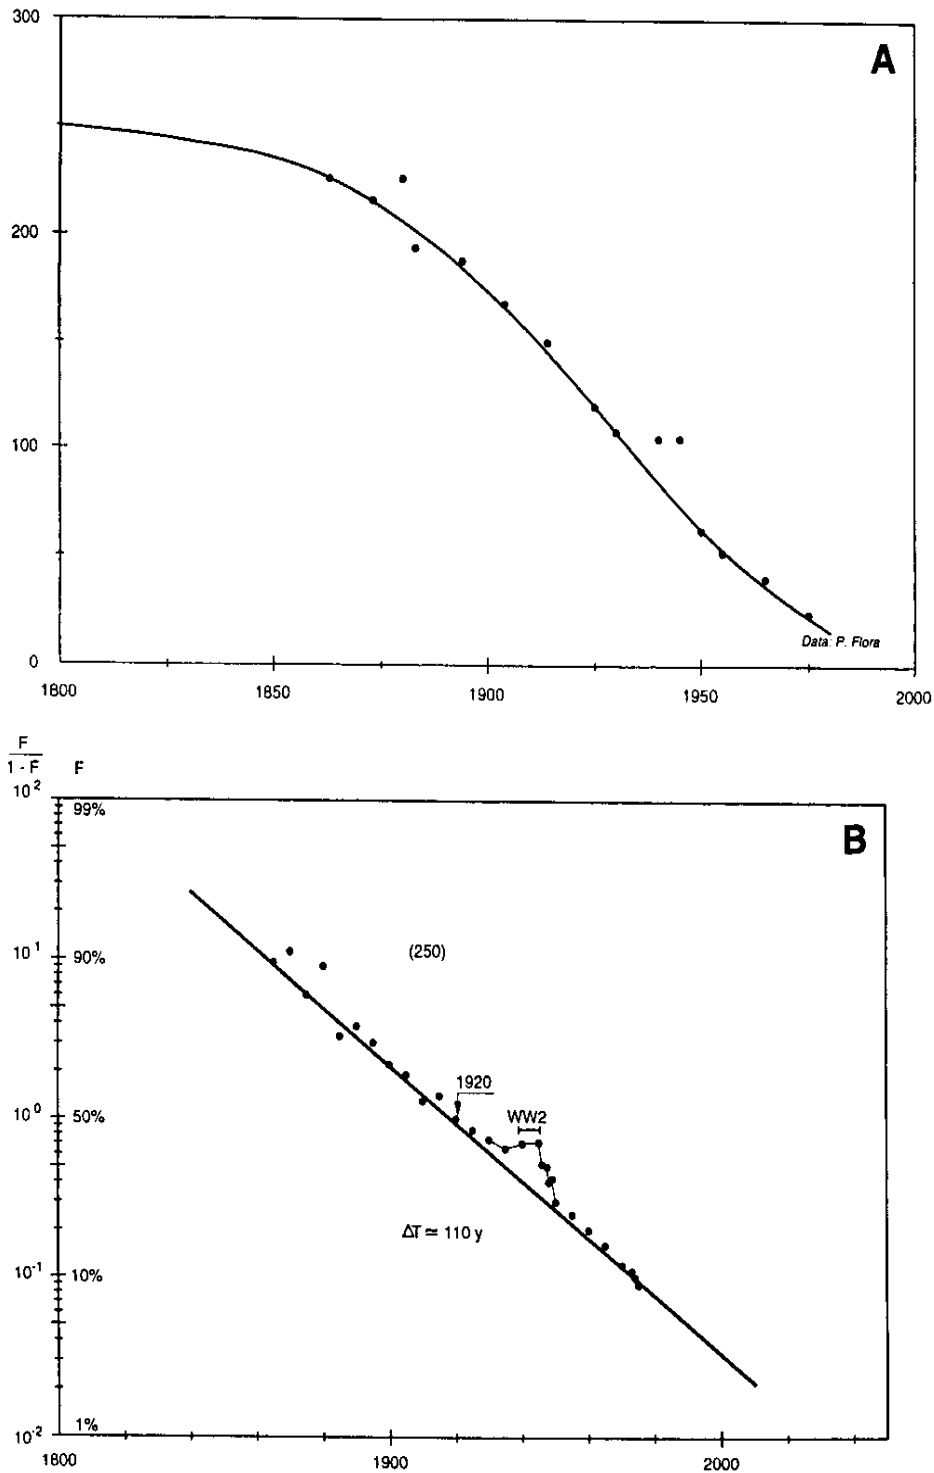 300
A
200
100
0
Data: P. Flora
1800 1850 1900 1950 2000
F
1 - F F
10² 99%
B
10¹ 90%
(250)
1920
10⁰ 50%
WW2
ΔT ≃ 110 y
10⁻¹ 10%
10⁻² 1%
1800 1900 2000